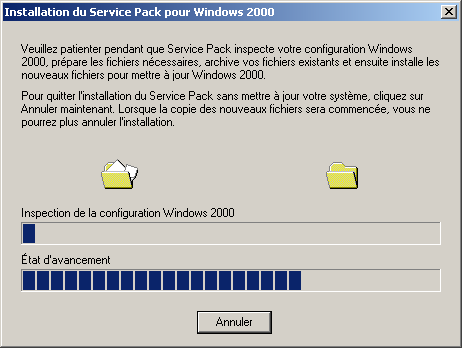 Installation du Service Pack pour Windows 2000
Veuillez patienter pendant que Service Pack inspecte votre configuration Windows
2000, prépare les fichiers nécessaires, archive vos fichiers existants et ensuite installe les
nouveaux fichiers pour mettre à jour Windows 2000.
Pour quitter l'installation du Service Pack sans mettre à jour votre système, cliquez sur
Annuler maintenant. Lorsque la copie des nouveaux fichiers sera commencée, vous ne
pourrez plus annuler l'installation.
Inspection de la configuration Windows 2000
État d'avancement
Annuler